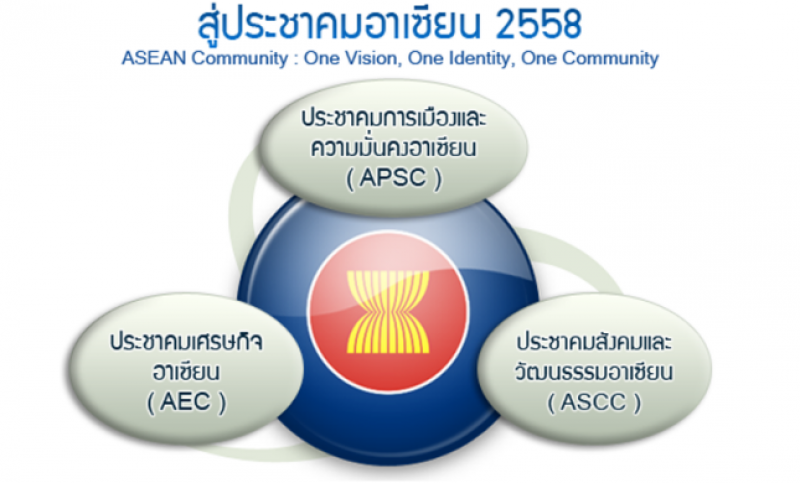 สู่ประชาคมอาเซียน 2558
ASEAN Community : One Vision, One Identity, One Community
ประชาคมการเมืองและ
ความมั่นคงอาเซียน
( APSC )
ประชาคมเศรษฐกิจ
อาเซียน
( AEC )
ประชาคมสังคมและ
วัฒนธรรมอาเซียน
( ASCC )